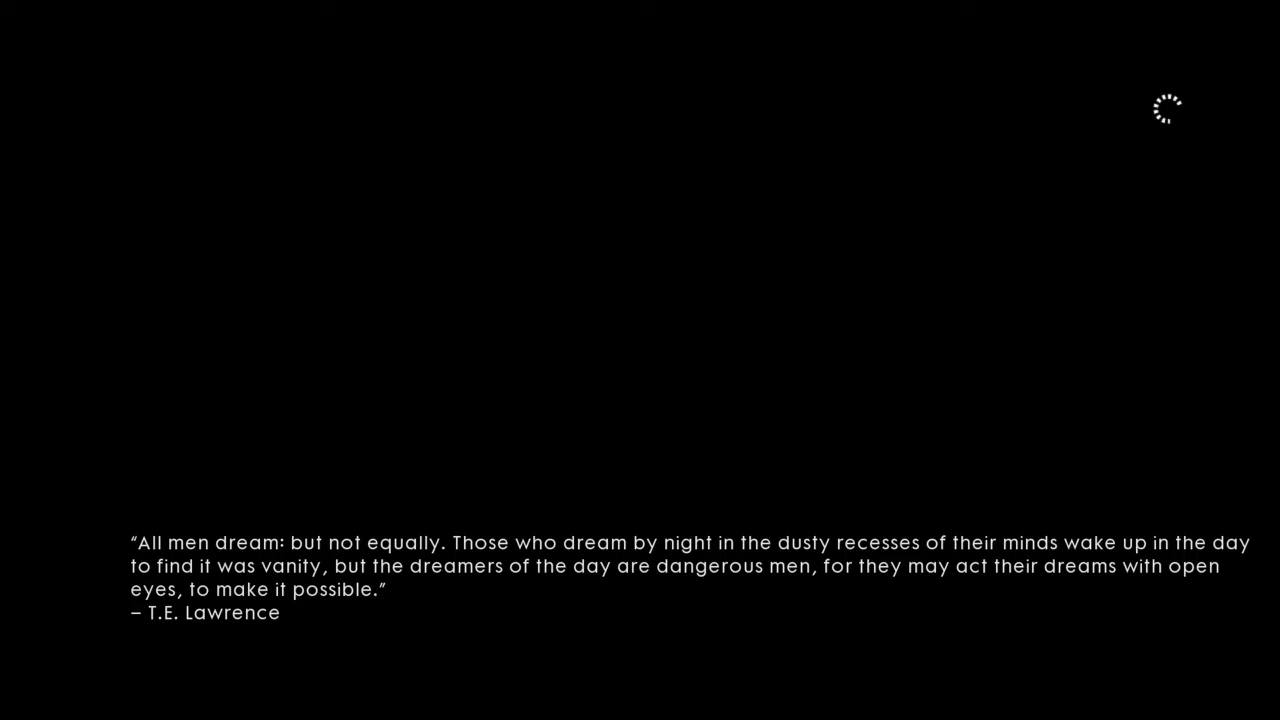 “All men dream: but not equally. Those who dream by night in the dusty recesses of their minds wake up in the day
to find it was vanity, but the dreamers of the day are dangerous men, for they may act their dreams with open
eyes, to make it possible.”
– T.E. Lawrence